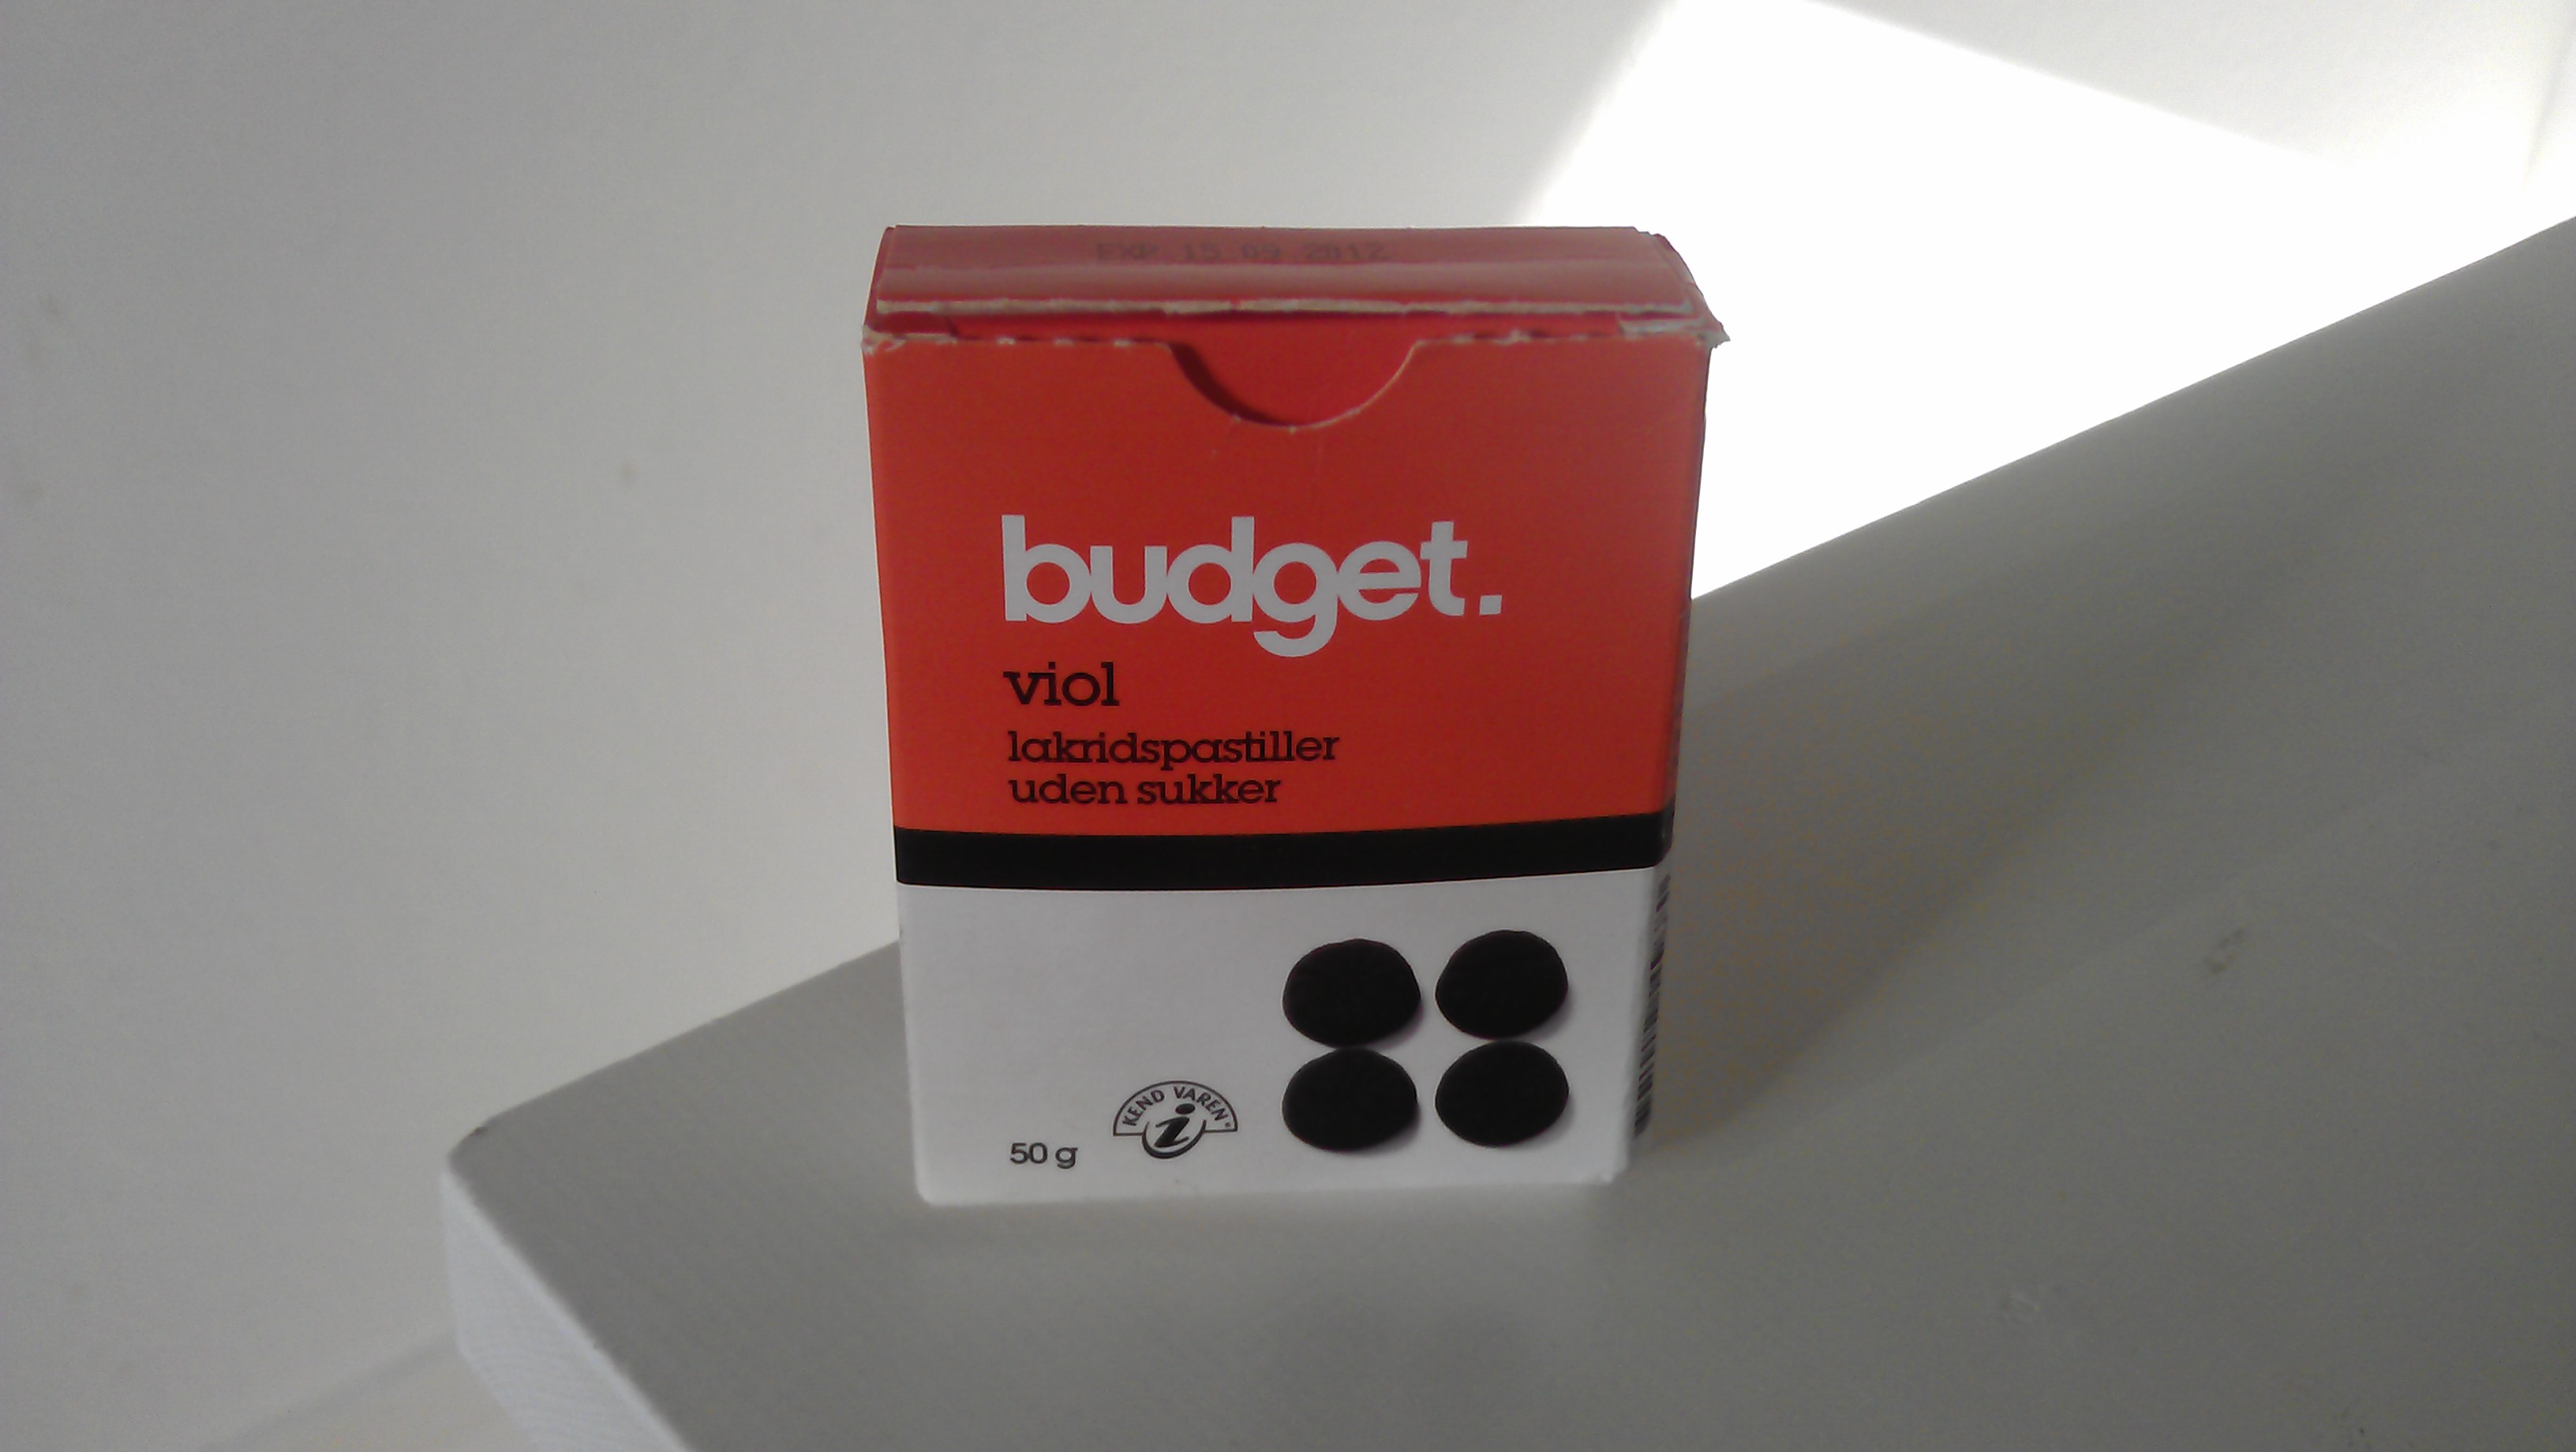 EXP 15 09 2012
budget.
viol
lakridspastiller
uden sukker
KEND VAREN®
i
50 g